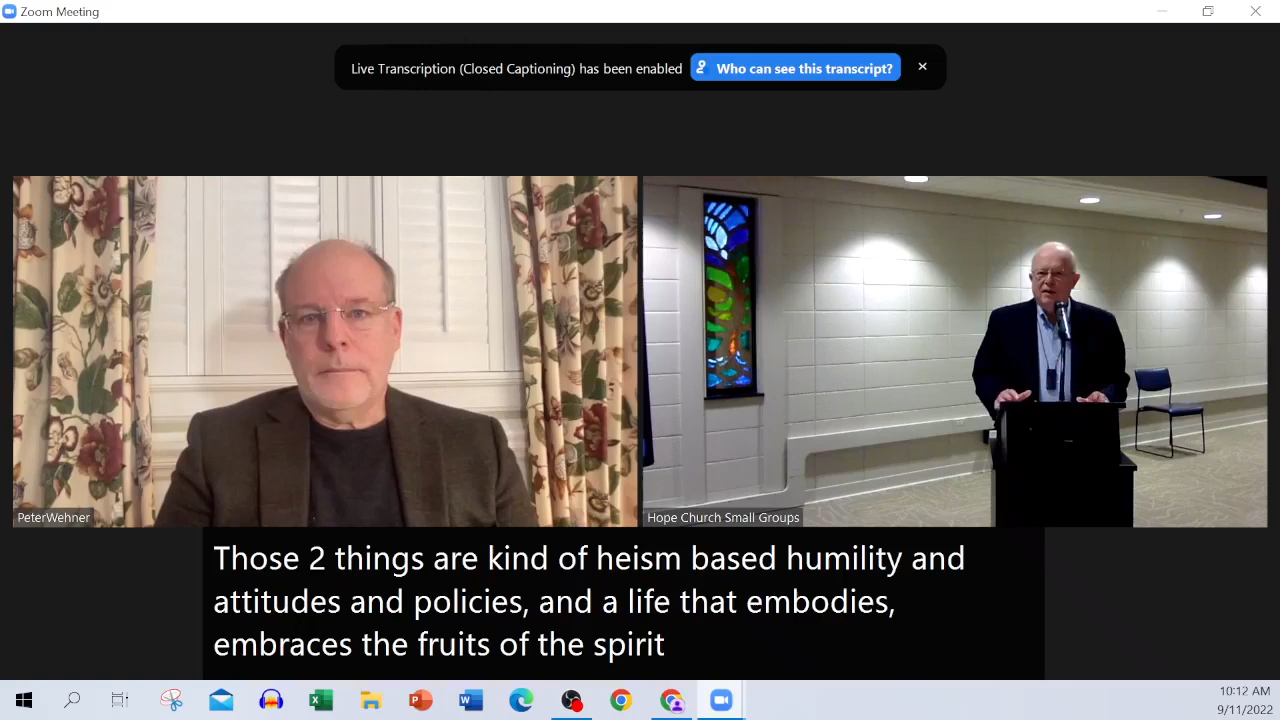 Zoom Meeting
Live Transcription (Closed Captioning) has been enabled Who can see this transcript?
PeterWehner
Hope Church Small Groups
Those 2 things are kind of heism based humility and
attitudes and policies, and a life that embodies,
embraces the fruits of the spirit
10:12 AM
9/11/2022